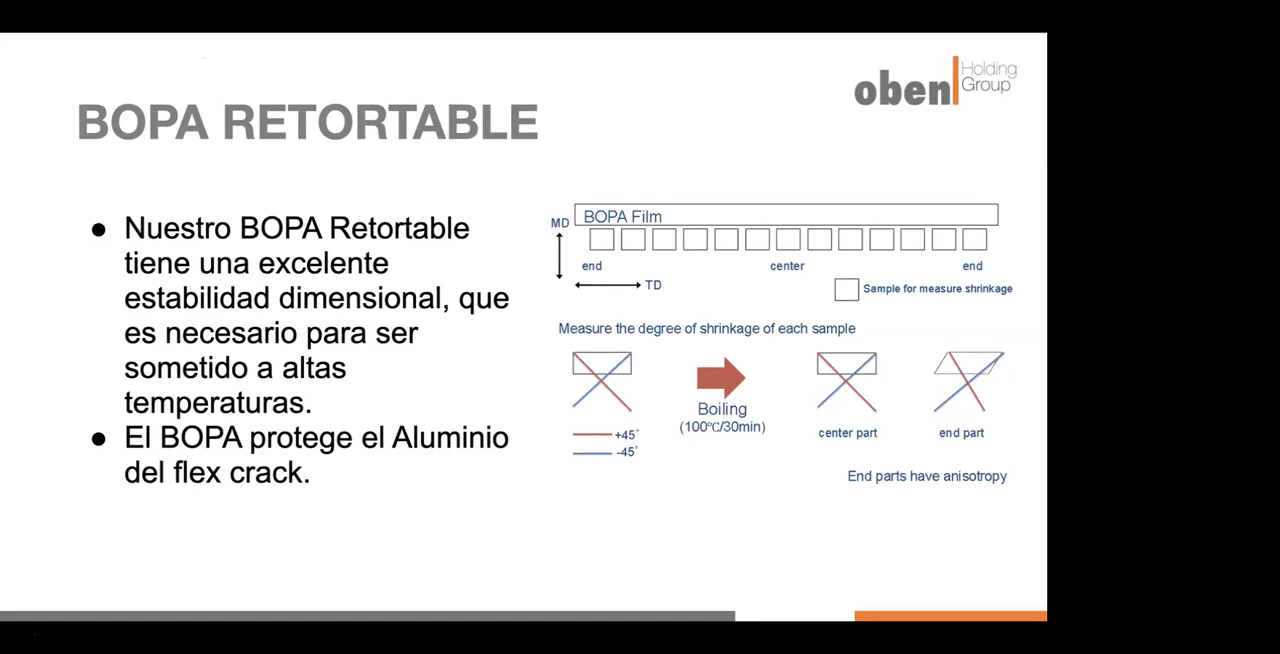 oben Holding
Group
BOPA RETORTABLE
● Nuestro BOPA Retortable
tiene una excelente
estabilidad dimensional, que
es necesario para ser
sometido a altas
temperaturas.
● El BOPA protege el Aluminio
del flex crack.
MD
BOPA Film
end
center
end
TD
Sample for measure shrinkage
Measure the degree of shrinkage of each sample
Boiling
(100℃/30min)
+45°
-45°
center part
end part
End parts have anisotropy